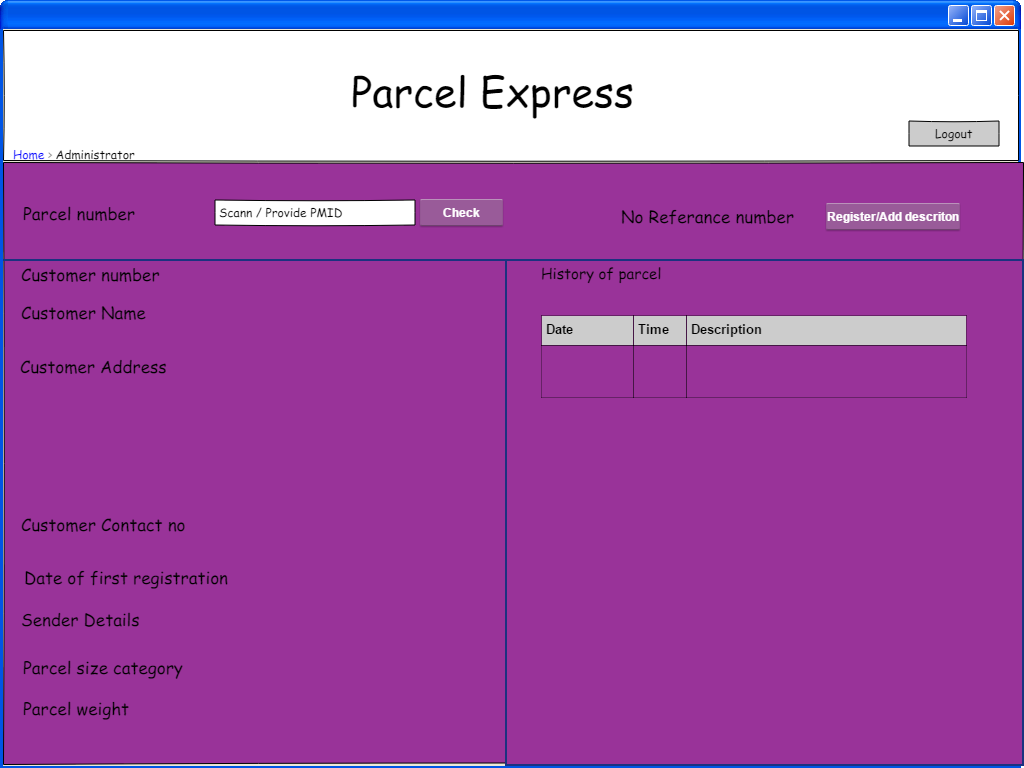 Parcel Express
Logout
Home > Administrator
Parcel number
Scann / Provide PMID
Check
No Referance number
Register/Add descriton
Customer number
Customer Name
Customer Address
Customer Contact no
Date of first registration
Sender Details
Parcel size category
Parcel weight
History of parcel
Date Time Description